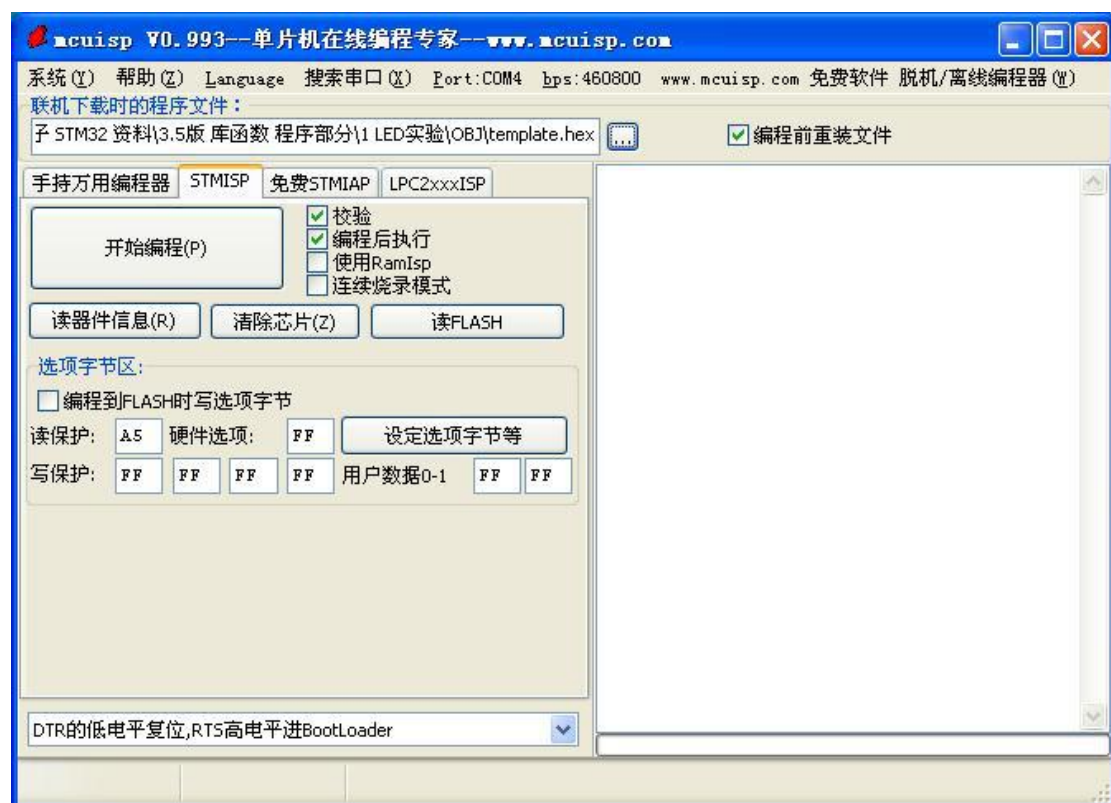 mcuisp V0.993--单片机在线编程专家--www.mcuisp.com
系统(Y) 帮助(Z) Language 搜索串口(X) Port:COM4 bps:460800 www.mcuisp.com 免费软件 脱机/离线编程器(W)
联机下载时的程序文件：
子 STM32 资料\3.5版 库函数 程序部分\1 LED实验\OBJ\template.hex ... 编程前重装文件
手持万用编程器 STMISP 免费STMIAP LPC2xxxISP
开始编程(P)
校验
编程后执行
使用RamIsp
连续烧录模式
读器件信息(R) 清除芯片(Z) 读FLASH
选项字节区:
编程到FLASH时写选项字节
读保护: A5 硬件选项: FF 设定选项字节等
写保护: FF FF FF FF 用户数据0-1 FF FF
DTR的低电平复位,RTS高电平进BootLoader